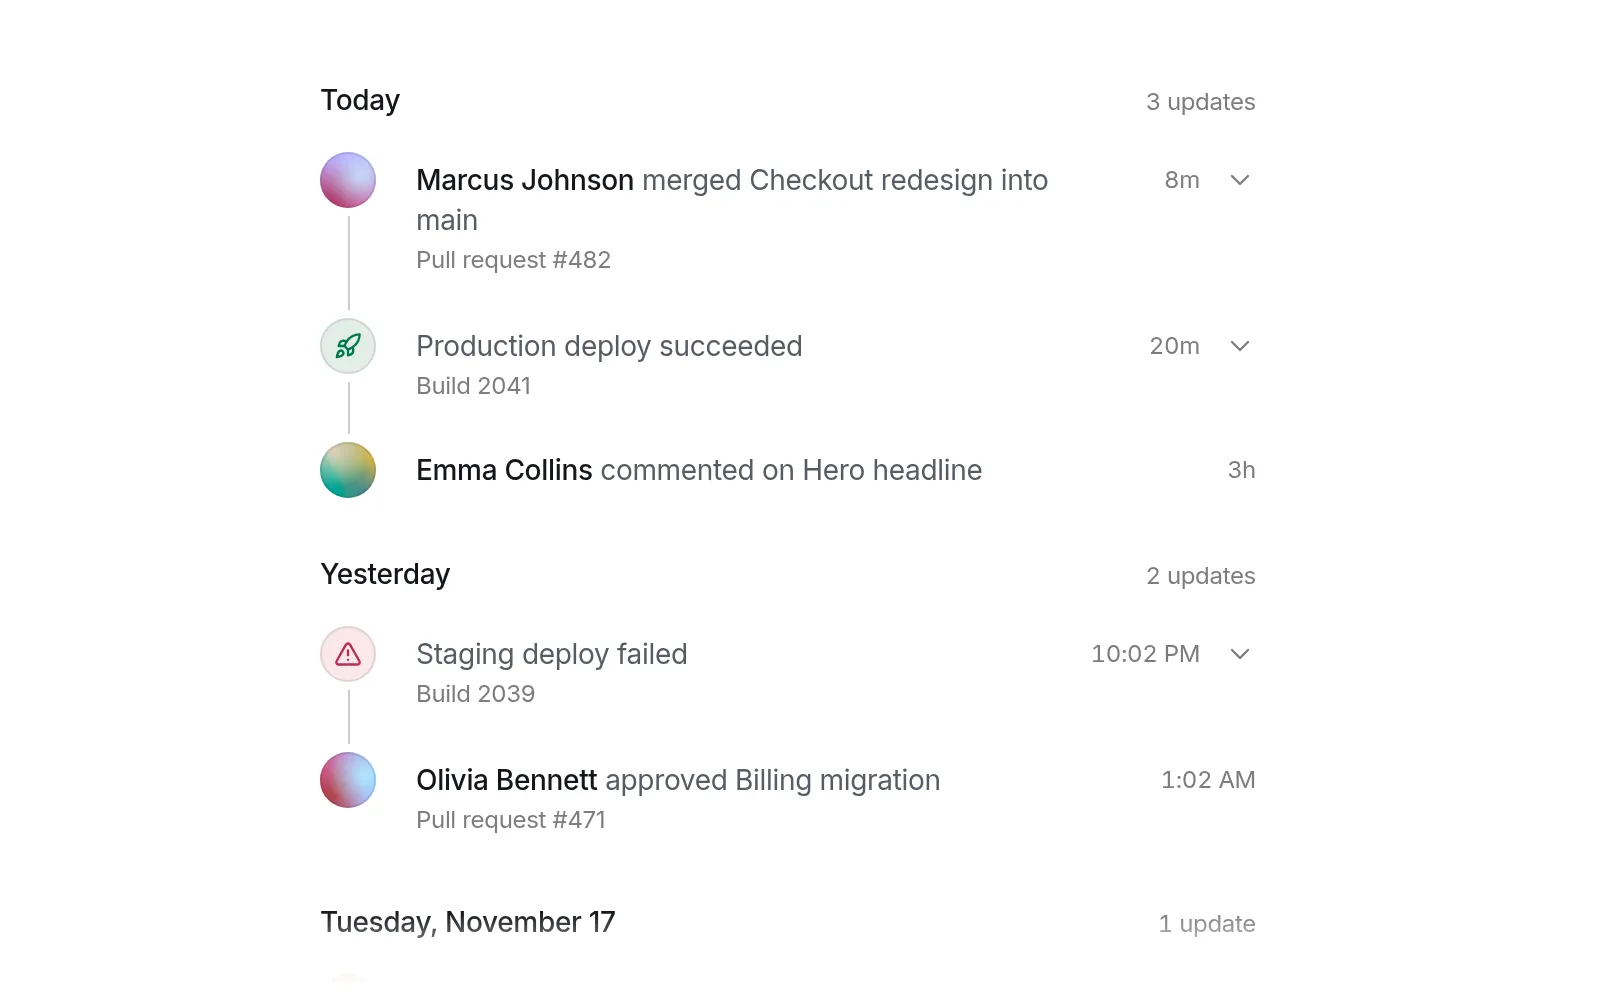 Today
3 updates
Marcus Johnson merged Checkout redesign into
main
8m
Pull request #482
Production deploy succeeded
20m
Build 2041
Emma Collins commented on Hero headline
3h
Yesterday
2 updates
Staging deploy failed
10:02 PM
Build 2039
Olivia Bennett approved Billing migration
1:02 AM
Pull request #471
Tuesday, November 17
1 update